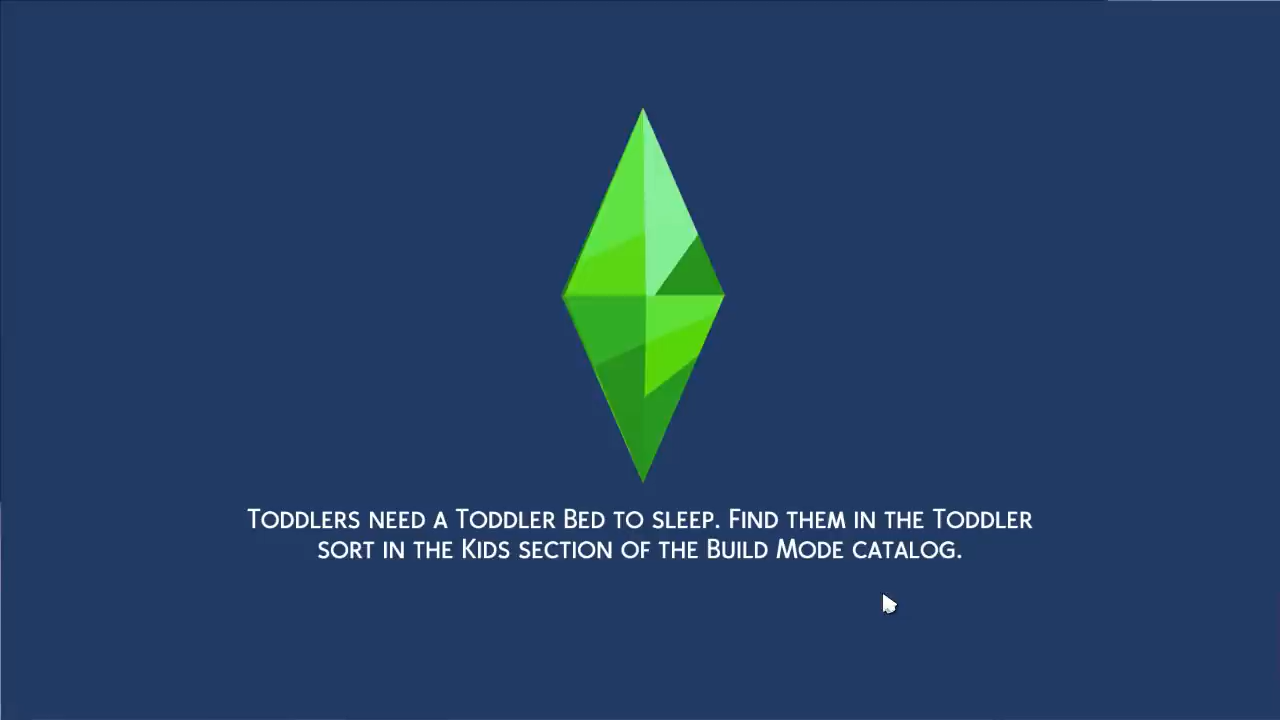 Toddlers need a Toddler Bed to sleep. Find them in the Toddler
sort in the Kids section of the Build Mode catalog.